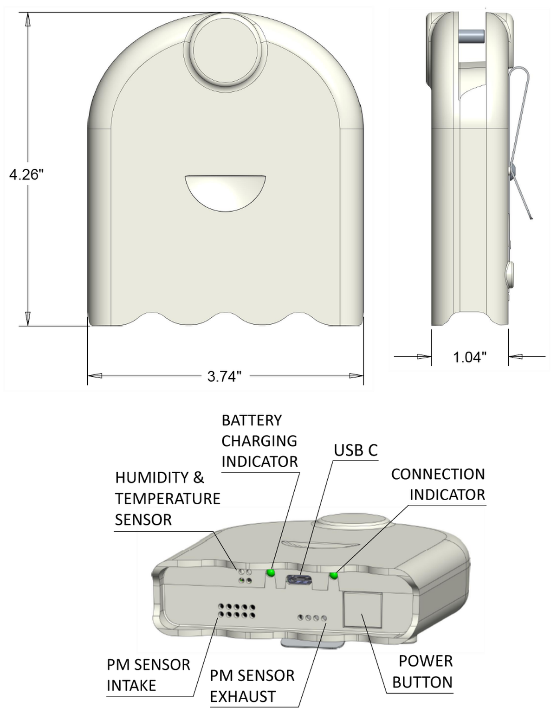 4.26"
3.74"
1.04"
BATTERY
CHARGING
INDICATOR
USB C
CONNECTION
INDICATOR
HUMIDITY &
TEMPERATURE
SENSOR
PM SENSOR
INTAKE
PM SENSOR
EXHAUST
POWER
BUTTON